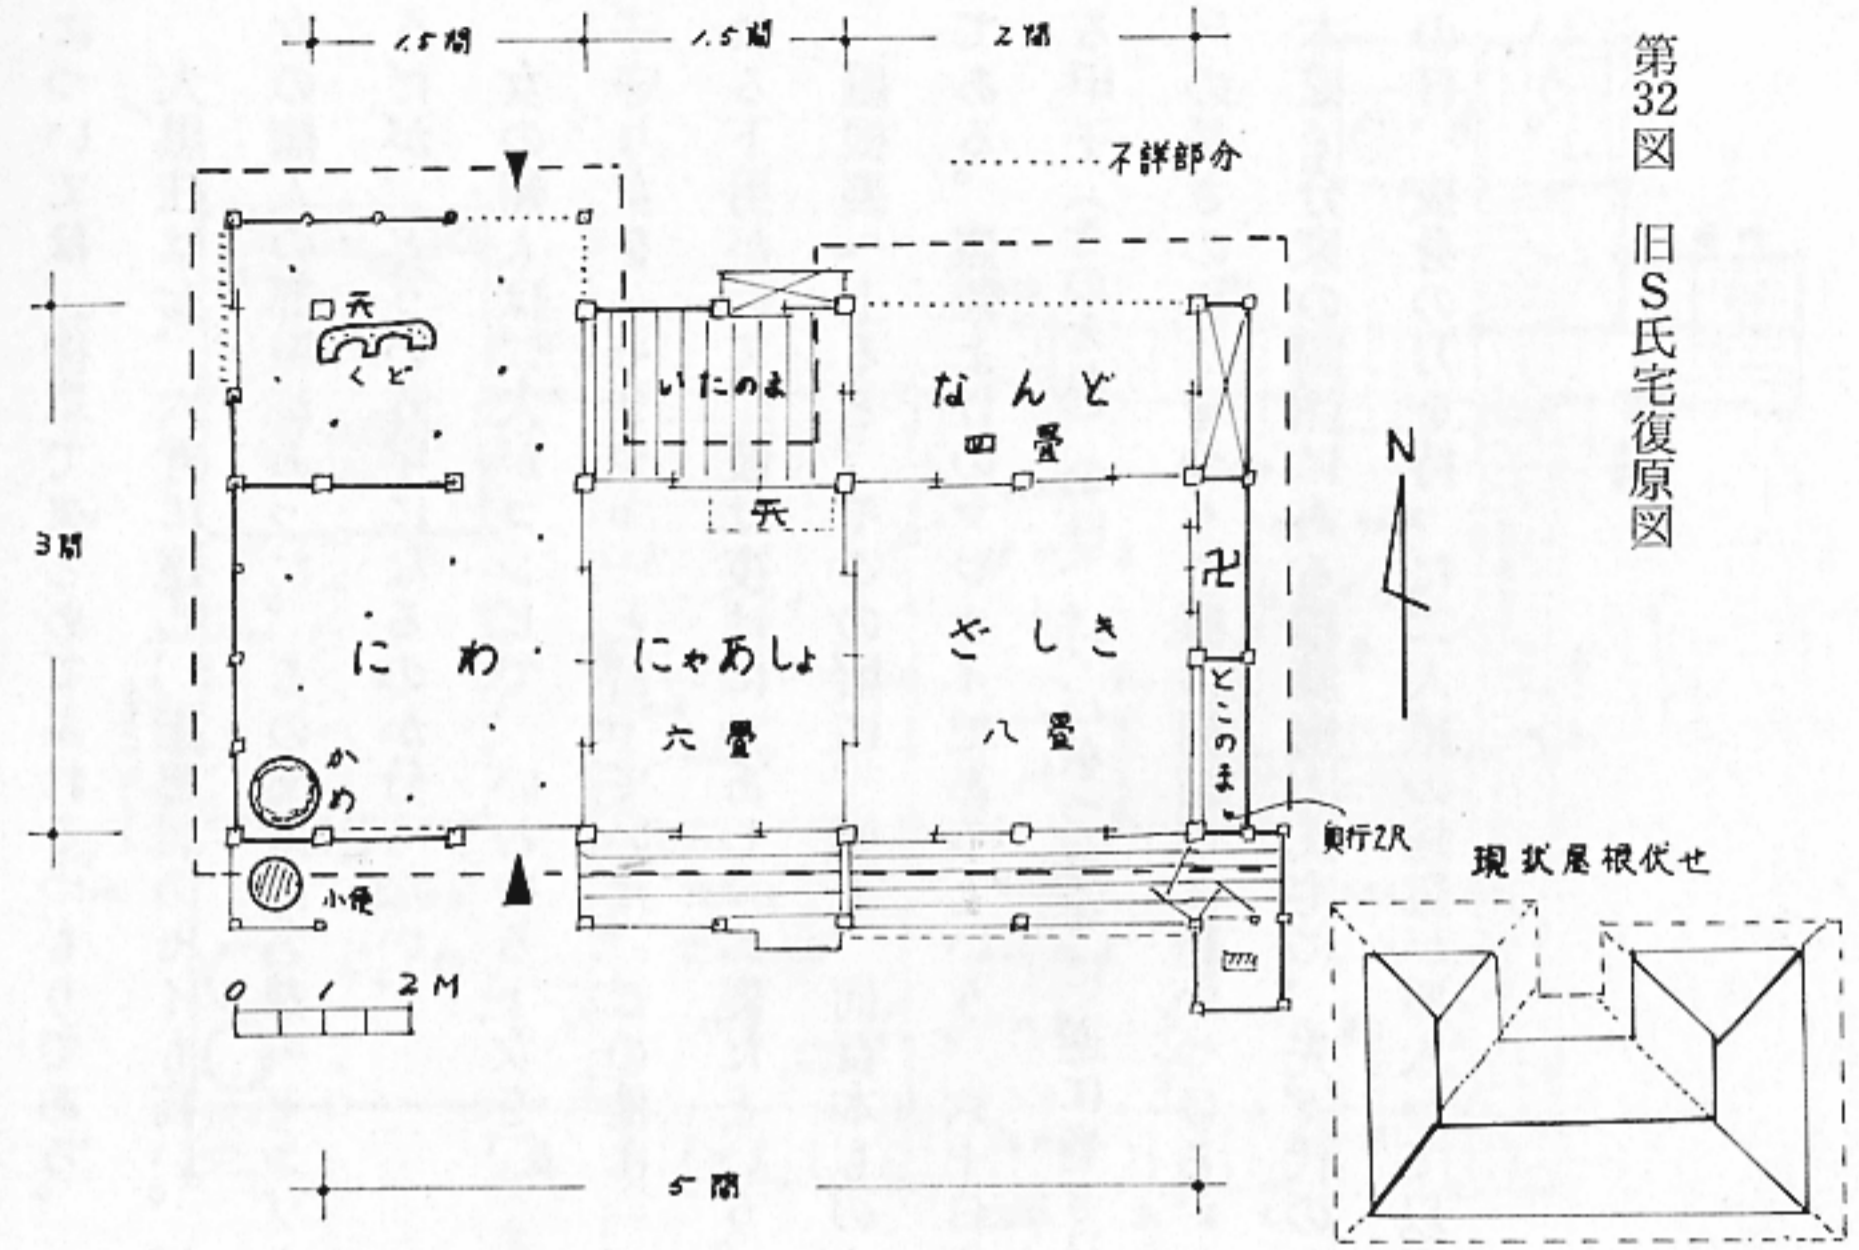 第32図 旧S氏宅復原図
1.5間
1.5間
2間
不詳部分
天
くど
いたのま
なんど
四畳
天
3間
N
卍
にわ
にゃあしょ
六畳
ざしき
八畳
とこのま
かめ
奥行2尺
小便
現状屋根伏せ
0 1 2M
5間